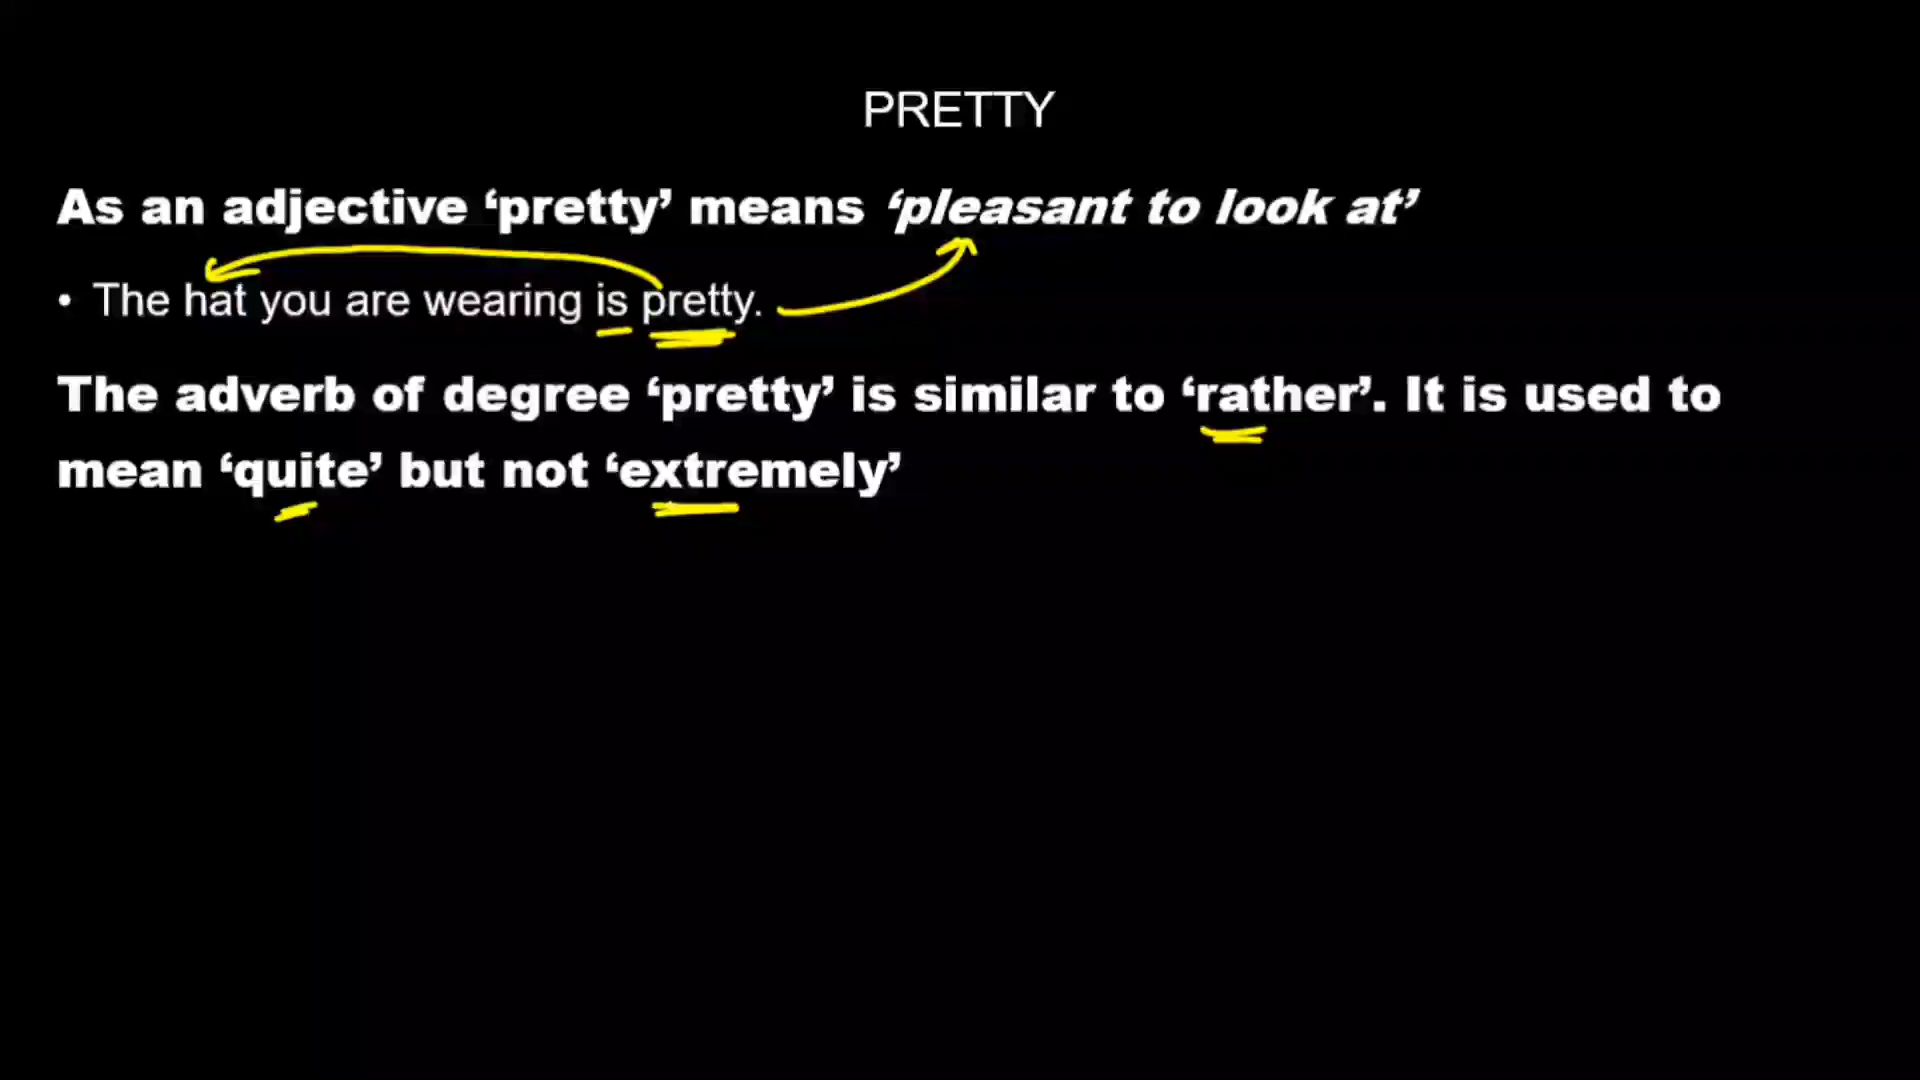 PRETTY
As an adjective ‘pretty’ means ‘pleasant to look at’
• The hat you are wearing is pretty.
The adverb of degree ‘pretty’ is similar to ‘rather’. It is used to
mean ‘quite’ but not ‘extremely’